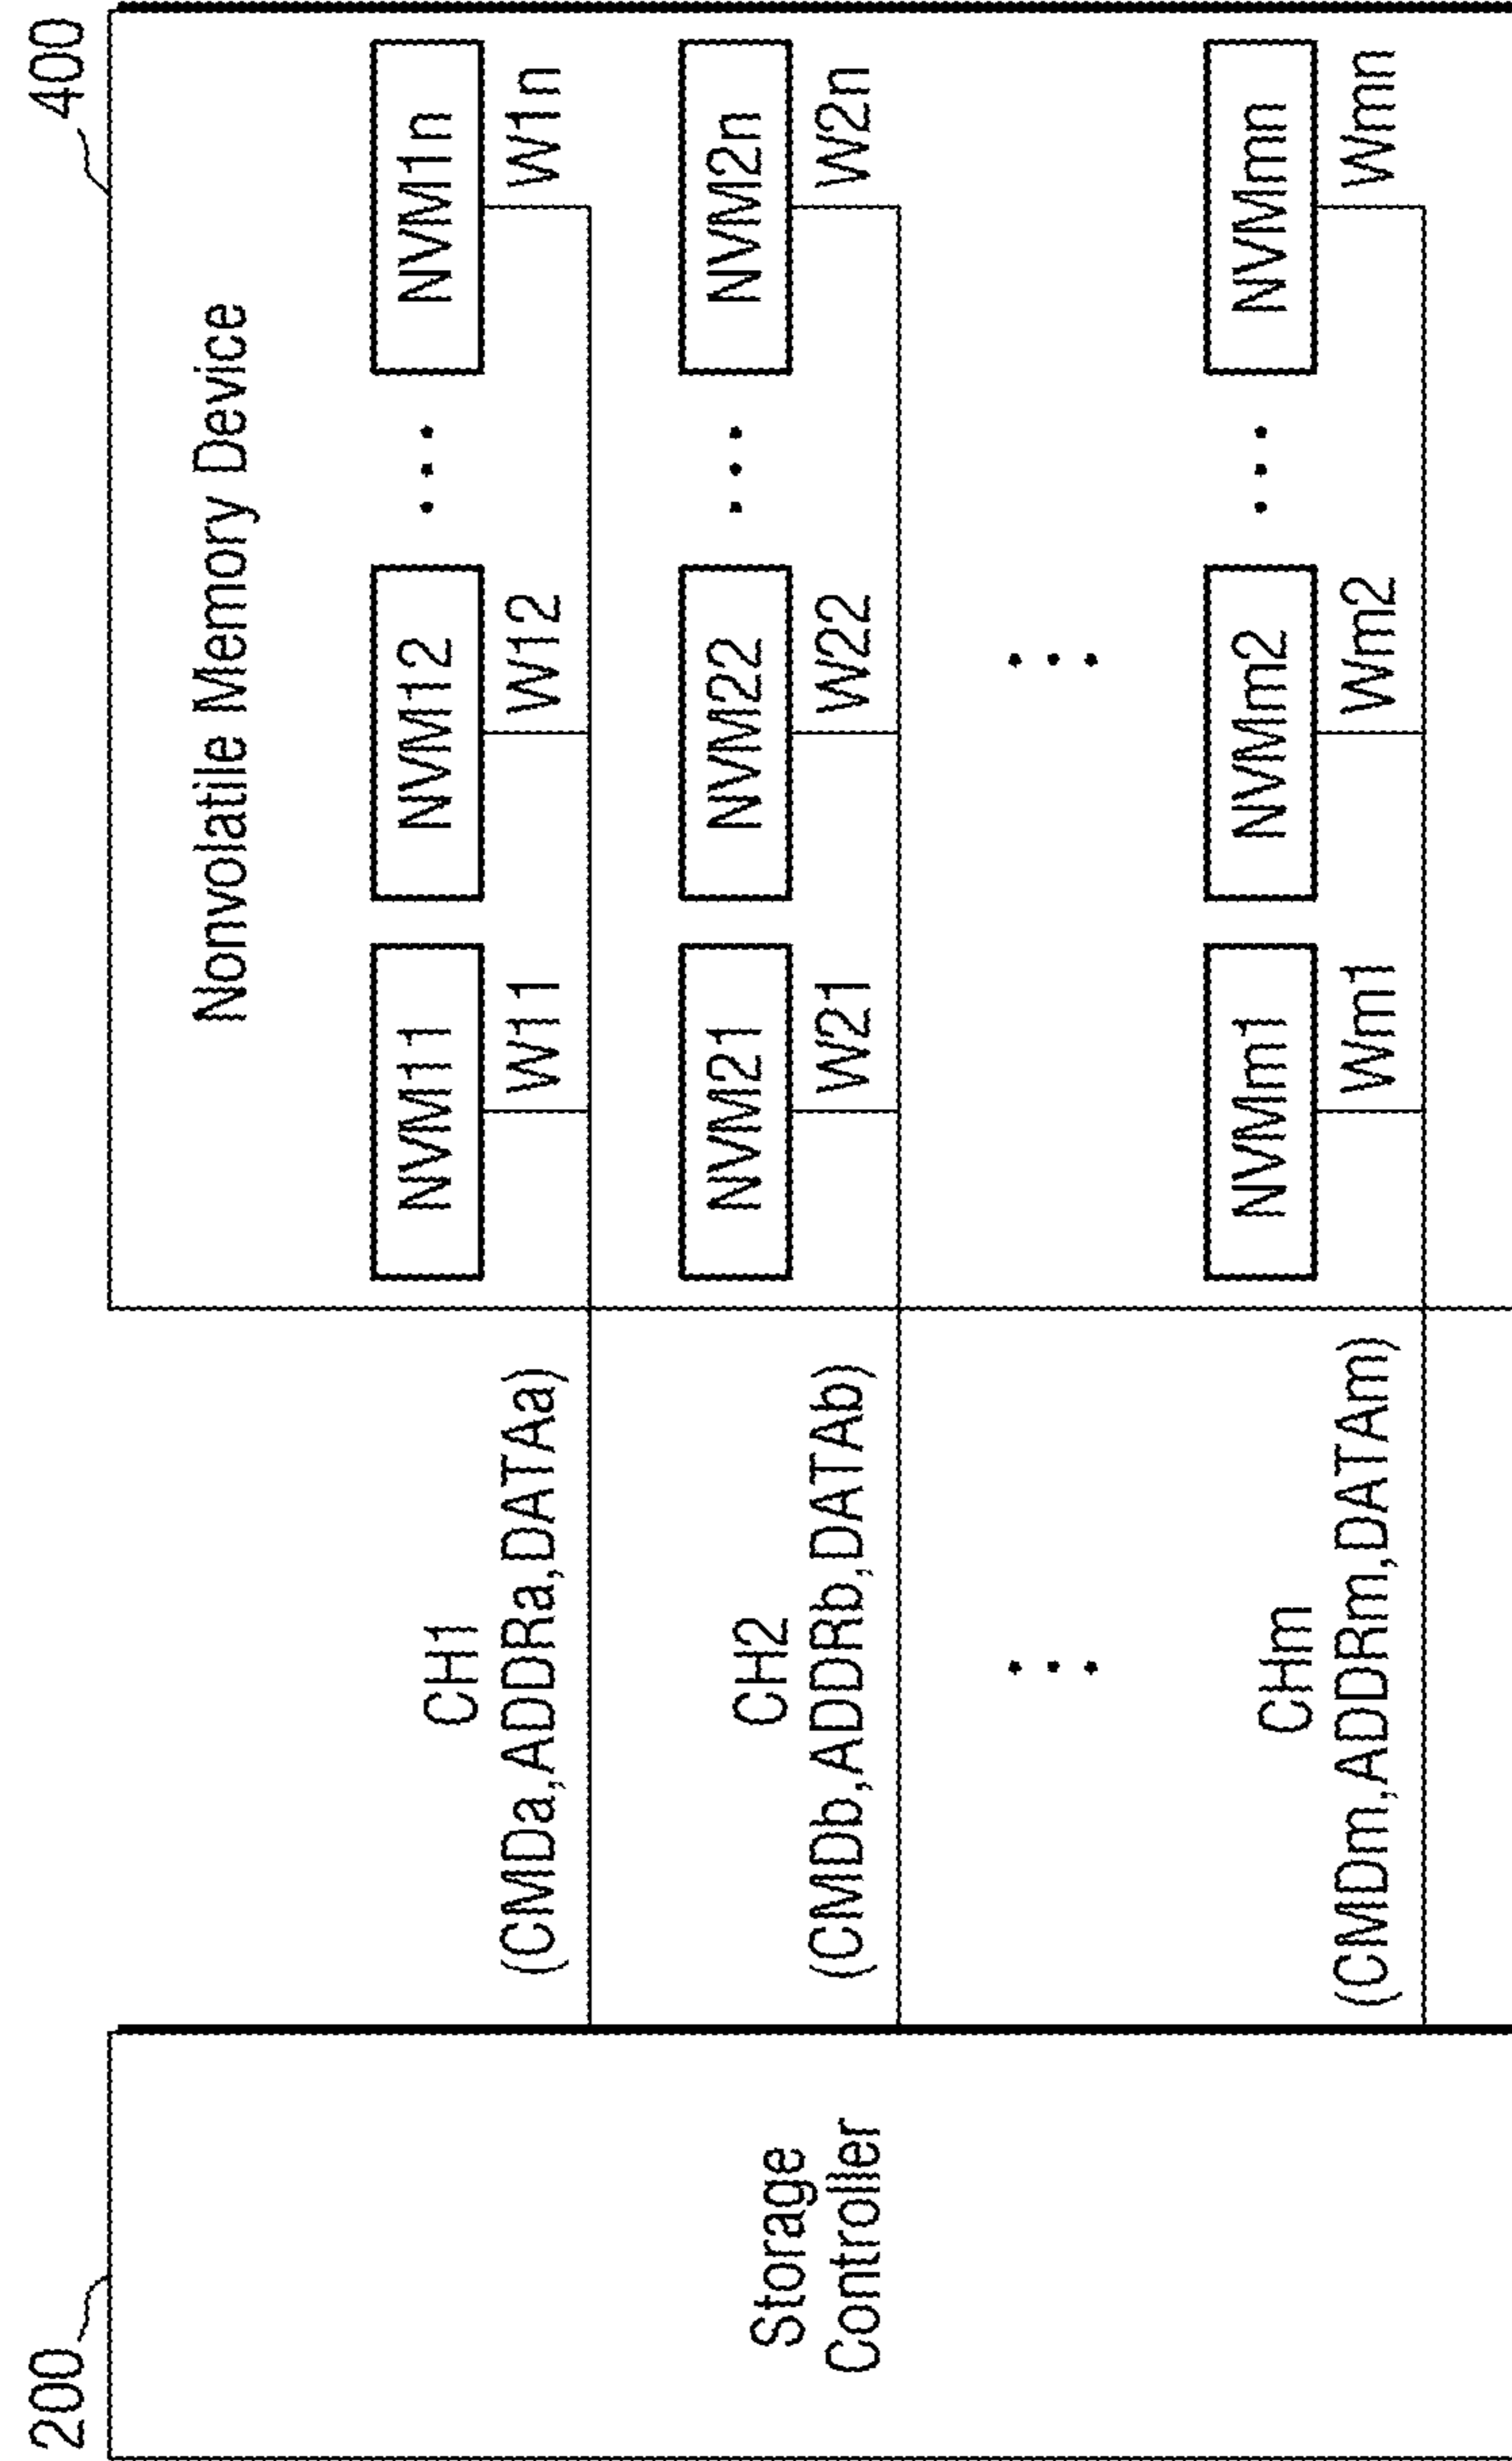 200
400
Storage
Controller
Nonvolatile Memory Device
CH1
(CMDa,ADDRa,DATAa)
NVM11
NVM12
NVM1n
W11
W12
W1n
CH2
(CMDb,ADDRb,DATAb)
NVM21
NVM22
NVM2n
W21
W22
W2n
CHm
(CMDm,ADDRm,DATAm)
NVMm1
NVMm2
NVMmn
Wm1
Wm2
Wmn